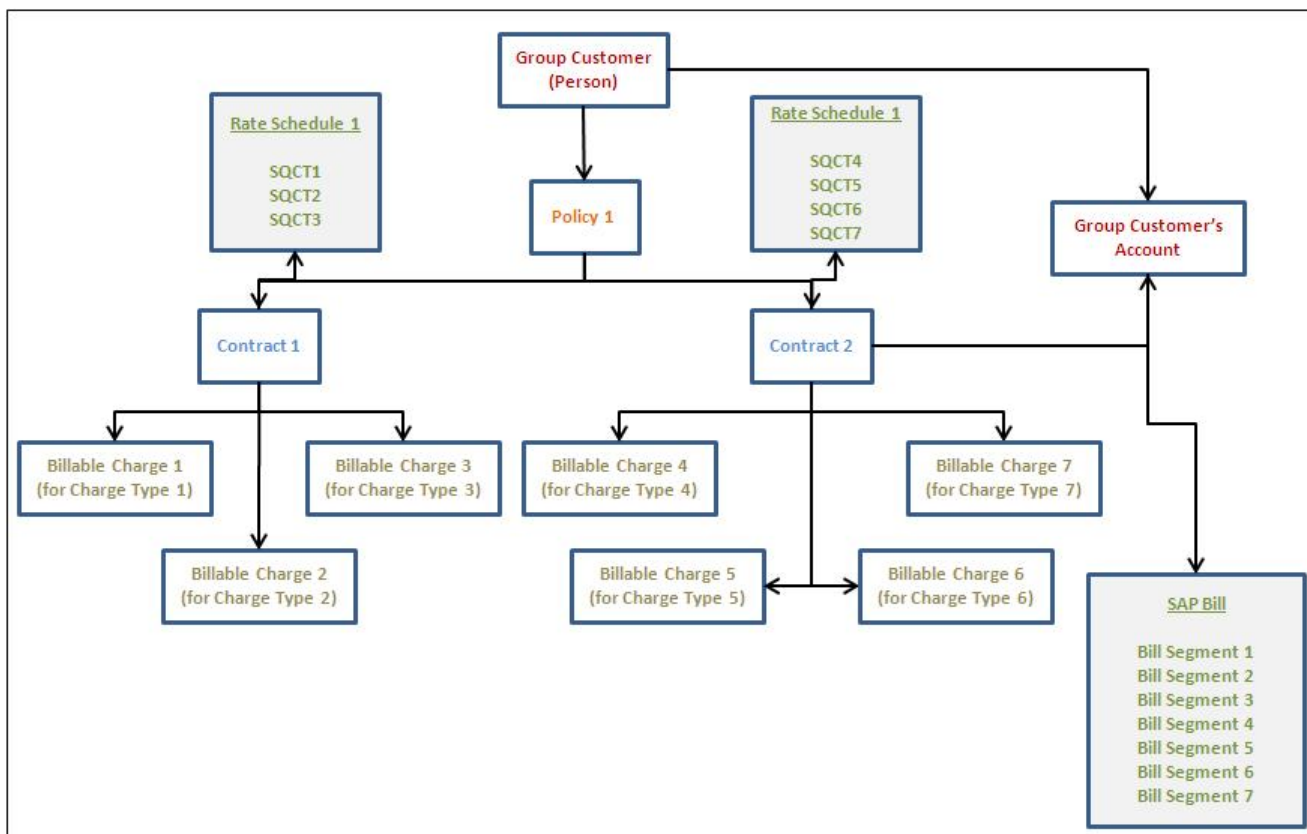 Group Customer
(Person)
Rate Schedule 1
SQCT1
SQCT2
SQCT3
Policy 1
Rate Schedule 1
SQCT4
SQCT5
SQCT6
SQCT7
Group Customer's
Account
Contract 1
Contract 2
Billable Charge 1
(for Charge Type 1)
Billable Charge 3
(for Charge Type 3)
Billable Charge 4
(for Charge Type 4)
Billable Charge 7
(for Charge Type 7)
Billable Charge 2
(for Charge Type 2)
Billable Charge 5
(for Charge Type 5)
Billable Charge 6
(for Charge Type 6)
SAP Bill
Bill Segment 1
Bill Segment 2
Bill Segment 3
Bill Segment 4
Bill Segment 5
Bill Segment 6
Bill Segment 7